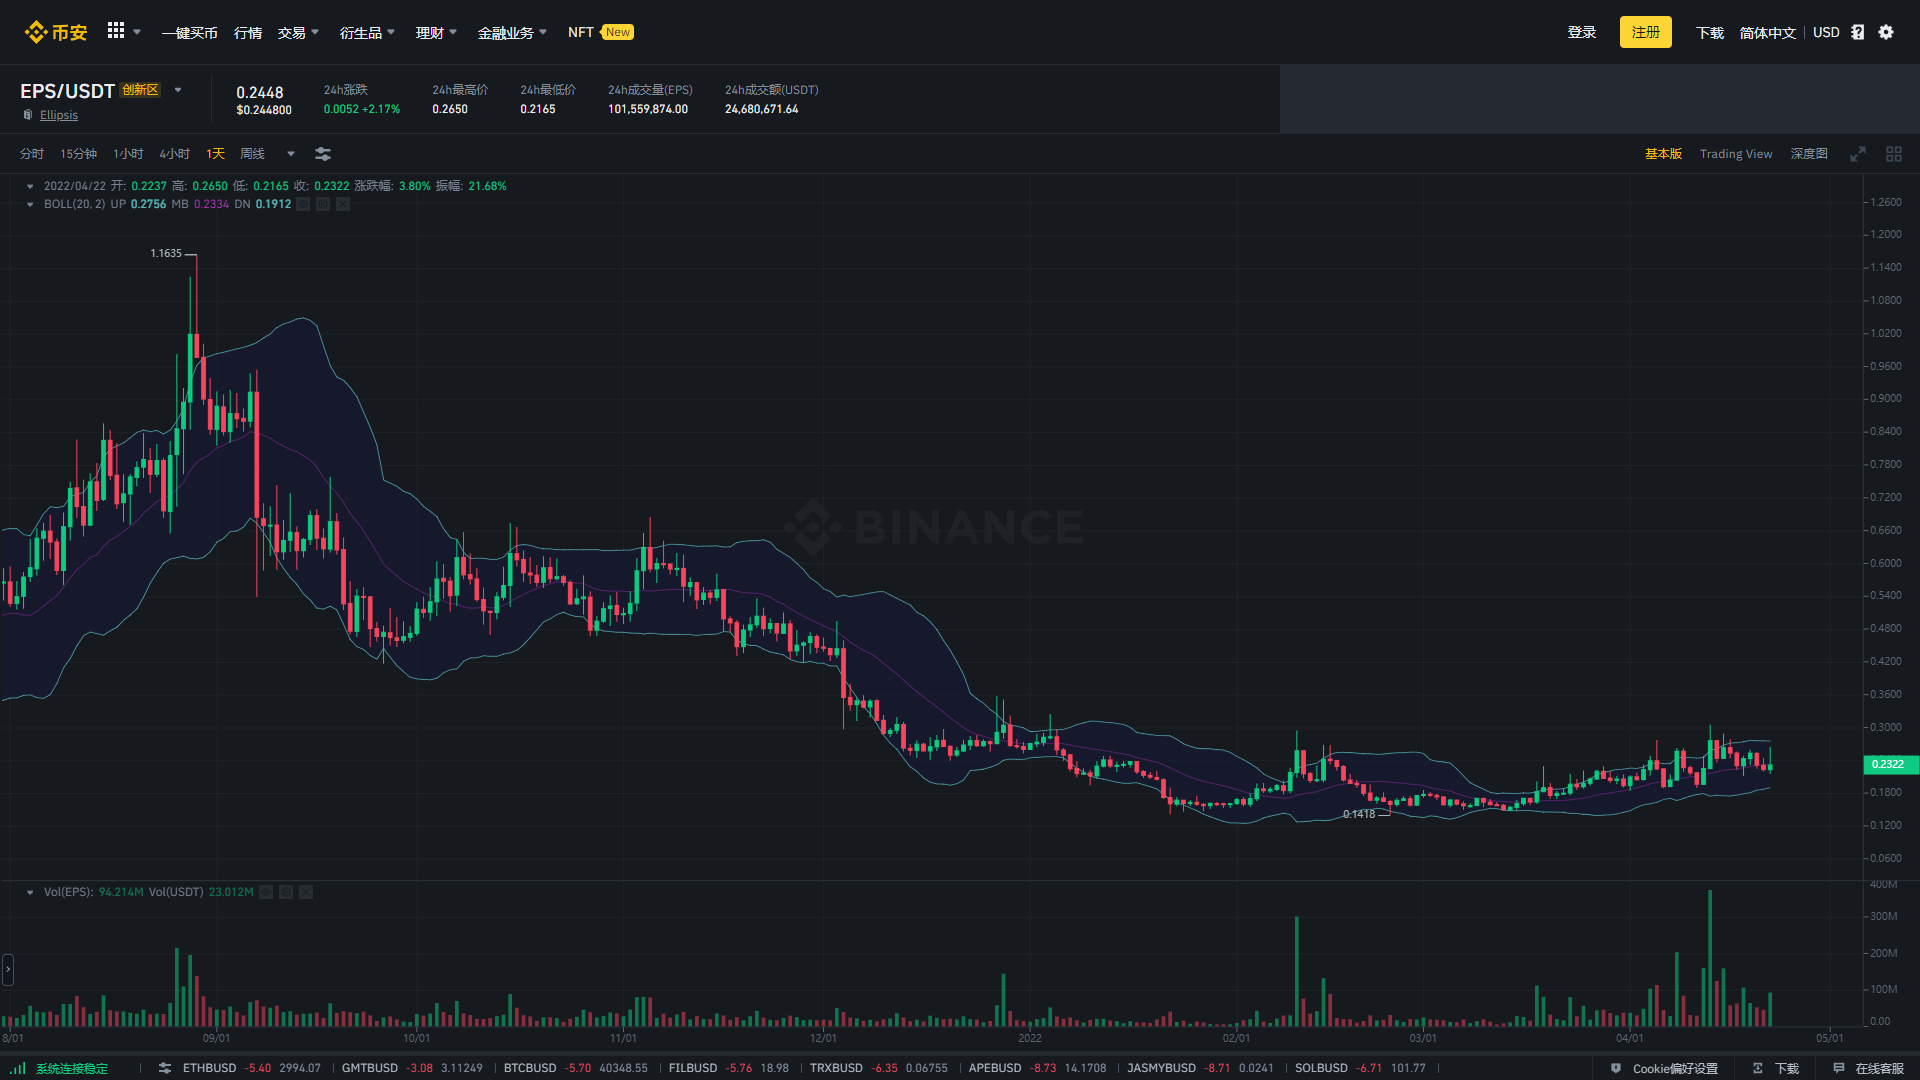 币安 一键买币 行情 交易 衍生品 理财 金融业务 NFT New 登录 注册 下载 简体中文 USD
EPS/USDT 创新区
Ellipsis
0.2448
$0.244800
24h涨跌
0.0052 +2.17%
24h最高价
0.2650
24h最低价
0.2165
24h成交量(EPS)
101,559,874.00
24h成交额(USDT)
24,680,671.64
分时 15分钟 1小时 4小时 1天 周线 基本版 Trading View 深度图
2022/04/22 开: 0.2237 高: 0.2650 低: 0.2165 收: 0.2322 涨跌幅: 3.80% 振幅: 21.68%
BOLL(20, 2) UP 0.2756 MB 0.2334 DN 0.1912
1.2600
1.2000
1.1635
1.1400
1.0800
1.0200
0.9600
0.9000
0.8400
0.7800
0.7200
BINANCE
0.6600
0.6000
0.5400
0.4800
0.4200
0.3600
0.3000
0.2322
0.1800
0.1418
0.1200
0.0600
Vol(EPS): 94.214M Vol(USDT) 23.012M
400M
300M
200M
100M
0.00
8/01 09/01 10/01 11/01 12/01 2022 02/01 03/01 04/01 05/01
系统连接稳定 ETHBUSD -5.40 2994.07 GMTBUSD -3.08 3.11249 BTCBUSD -5.70 40348.55 FILBUSD -5.76 18.98 TRXBUSD -6.35 0.06755 APEBUSD -8.73 14.1708 JASMYBUSD -8.71 0.0241 SOLBUSD -6.71 101.77 Cookie偏好设置 下载 在线客服